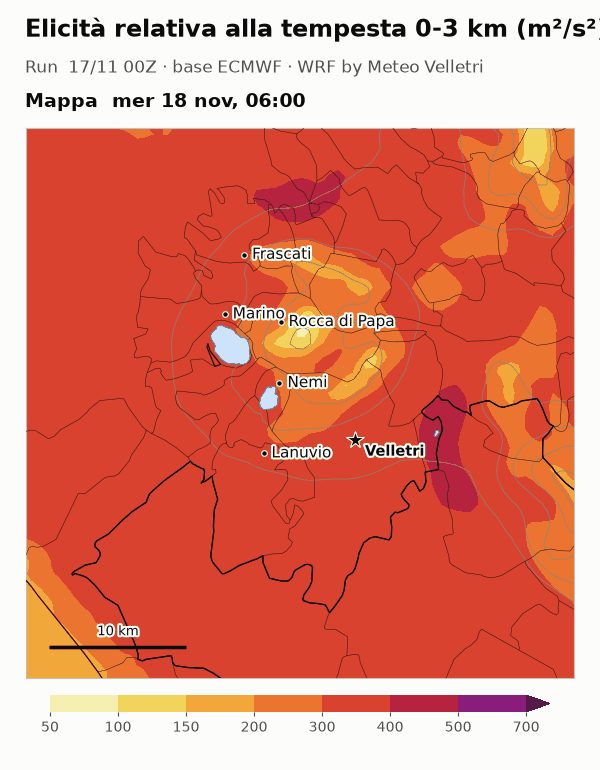 Elicità relativa alla tempesta 0-3 km (m²/s²)
Run  17/11 00Z · base ECMWF · WRF by Meteo Velletri
Mappa  mer 18 nov, 06:00
Frascati
Marino
Rocca di Papa
Nemi
Velletri
Lanuvio
10 km
50 100 150 200 300 400 500 700